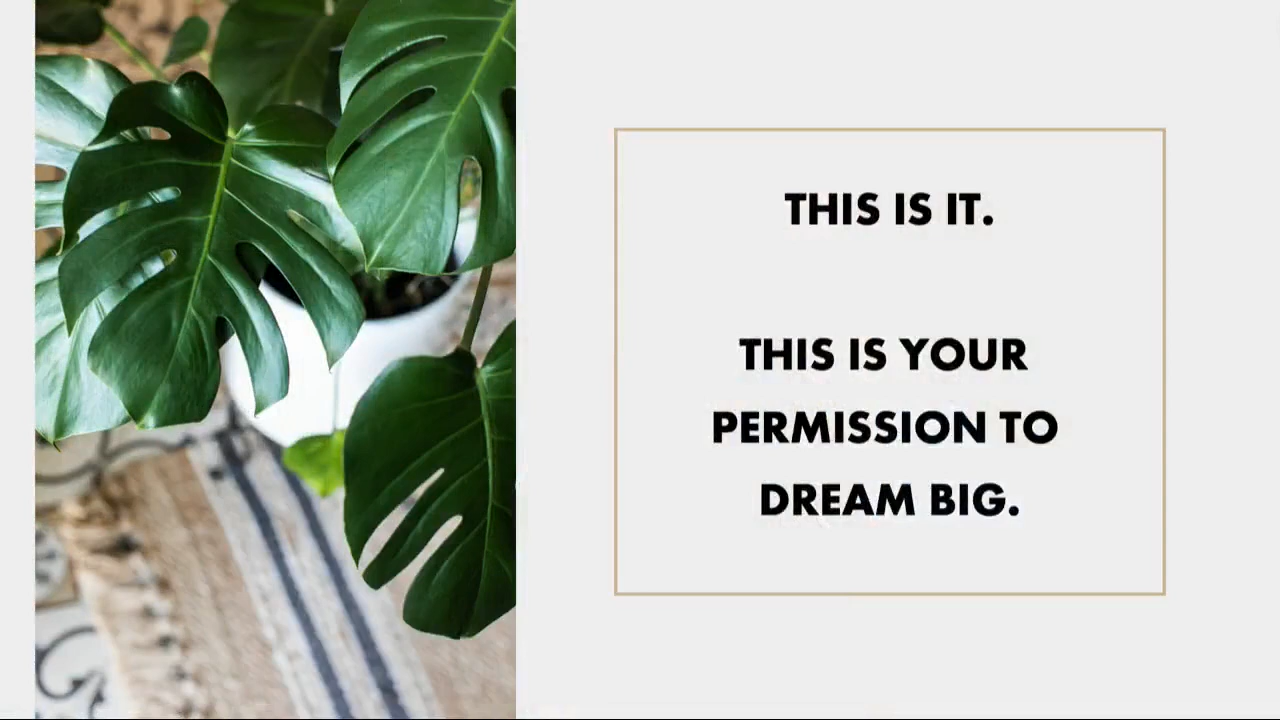 THIS IS IT.
THIS IS YOUR
PERMISSION TO
DREAM BIG.